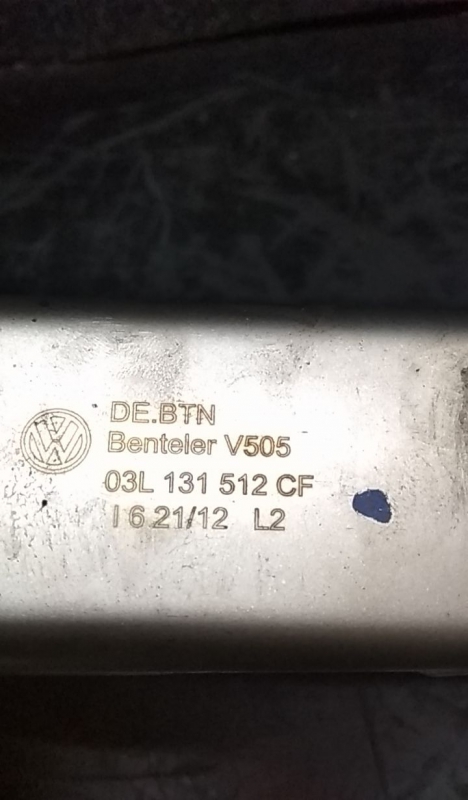 DE.BTN
Benteler V505
03L 131 512 CF
I 6 21/12 L2